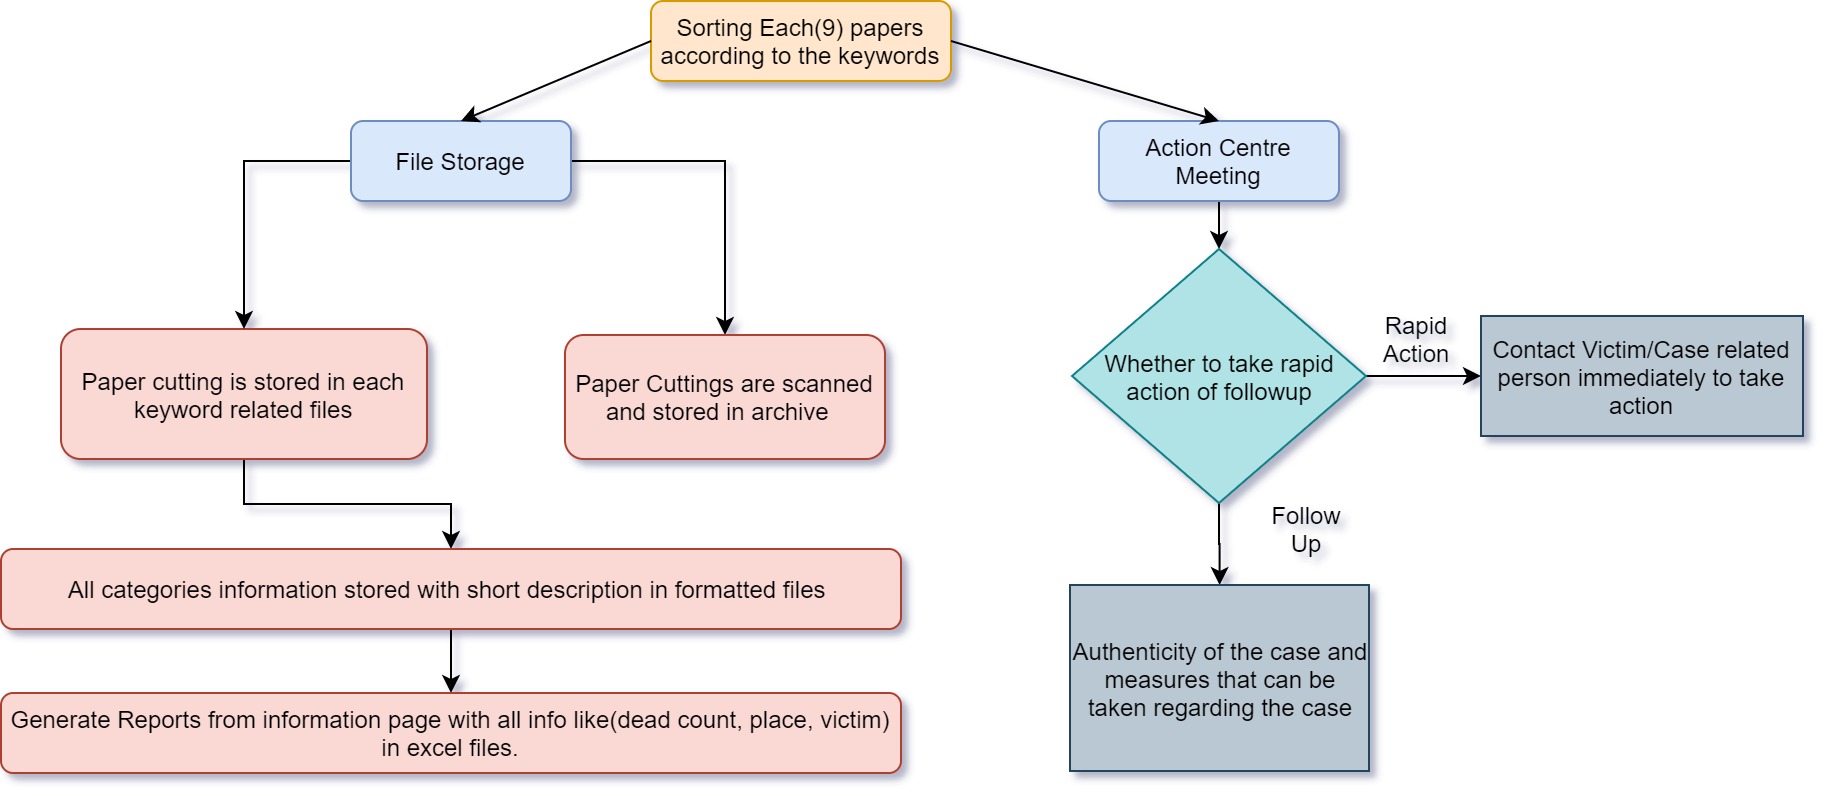 Sorting Each(9) papers
according to the keywords
File Storage
Action Centre
Meeting
Paper cutting is stored in each
keyword related files
Paper Cuttings are scanned
and stored in archive
Whether to take rapid
action of followup
Rapid
Action
Contact Victim/Case related
person immediately to take
action
Follow
Up
All categories information stored with short description in formatted files
Authenticity of the case and
measures that can be
taken regarding the case
Generate Reports from information page with all info like(dead count, place, victim)
in excel files.